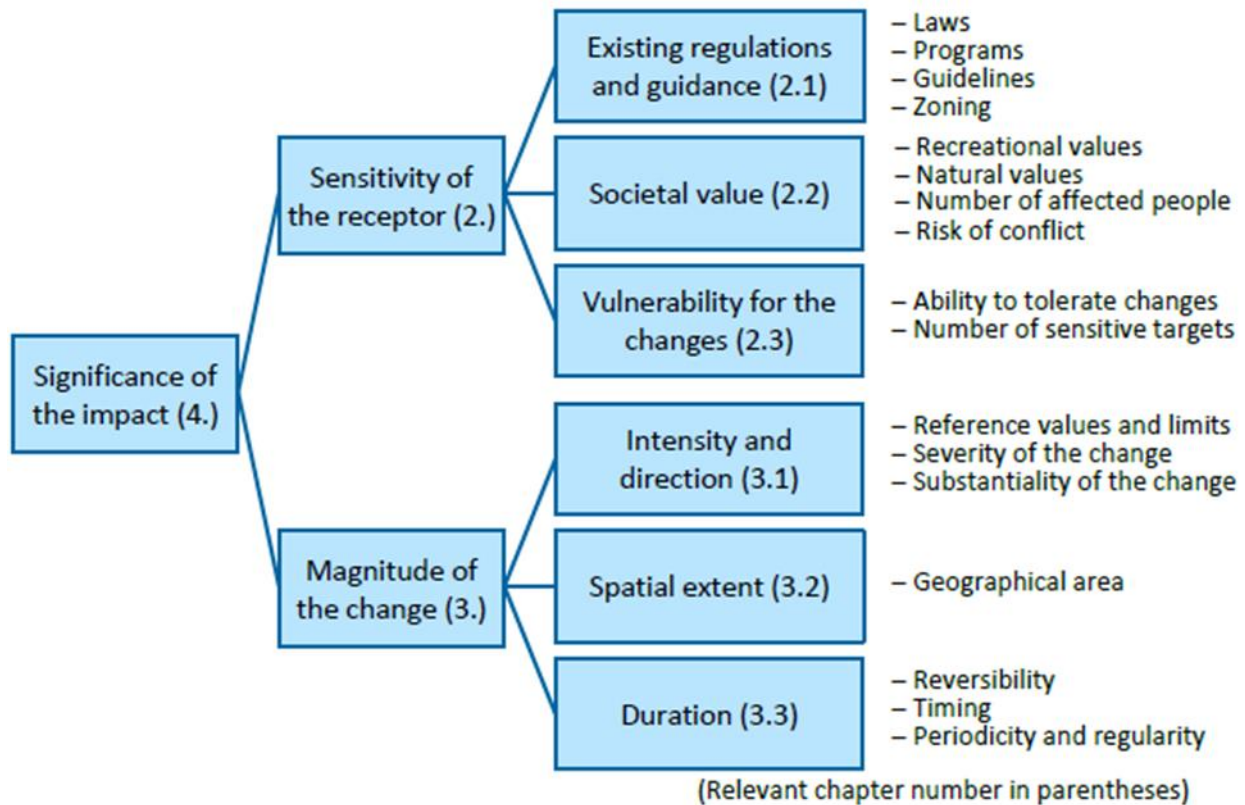 Significance of
the impact (4.)
Sensitivity of
the receptor (2.)
Existing regulations
and guidance (2.1)
– Laws
– Programs
– Guidelines
– Zoning
Societal value (2.2)
– Recreational values
– Natural values
– Number of affected people
– Risk of conflict
Vulnerability for the
changes (2.3)
– Ability to tolerate changes
– Number of sensitive targets
Magnitude of
the change (3.)
Intensity and
direction (3.1)
– Reference values and limits
– Severity of the change
– Substantiality of the change
Spatial extent (3.2)
– Geographical area
Duration (3.3)
– Reversibility
– Timing
– Periodicity and regularity
(Relevant chapter number in parentheses)